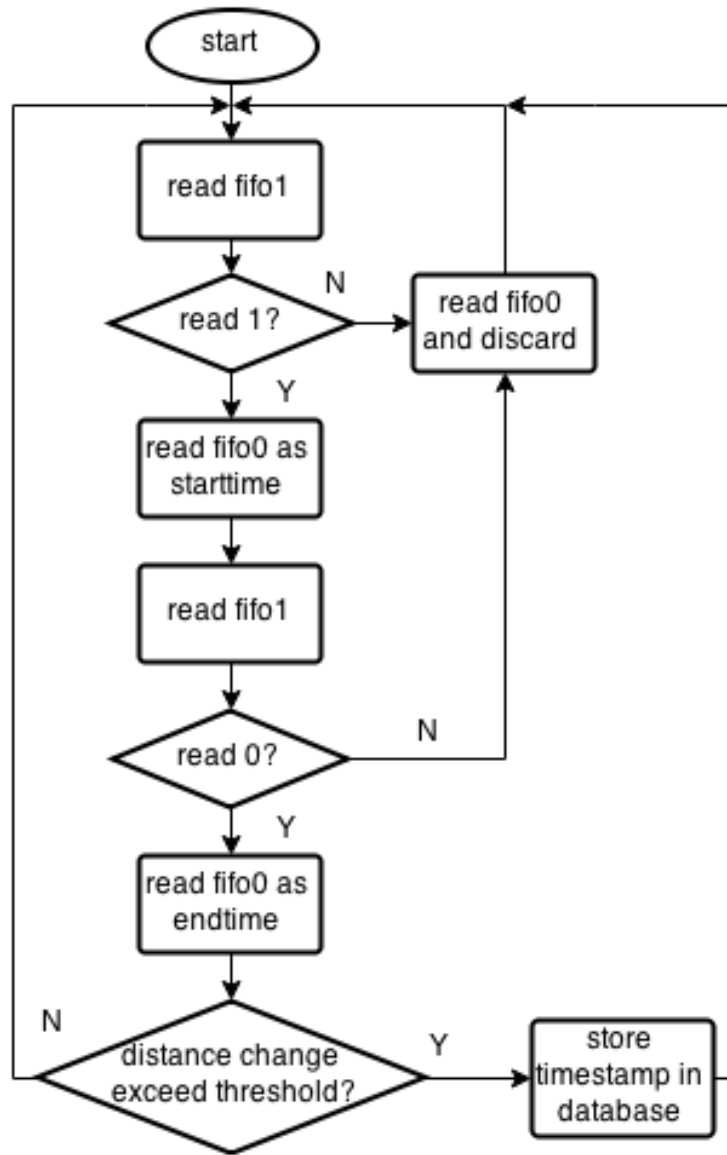 start
read fifo1
N
read 1?
read fifo0
and discard
Y
read fifo0 as
starttime
read fifo1
read 0?
N
Y
read fifo0 as
endtime
N
distance change
exceed threshold?
Y
store
timestamp in
database